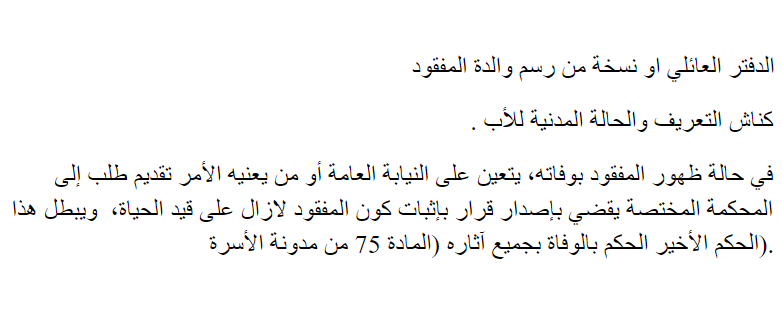 الدفتر العائلي او نسخة من رسم والدة المفقود
كناش التعريف والحالة المدنية للأب .
في حالة ظهور المفقود بوفاته، يتعين على النيابة العامة أو من يعنيه الأمر تقديم طلب إلى
المحكمة المختصة يقضي بإصدار قرار بإثبات كون المفقود لازال على قيد الحياة، ويبطل هذا
.(الحكم الأخير الحكم بالوفاة بجميع آثاره (المادة 75 من مدونة الأسرة